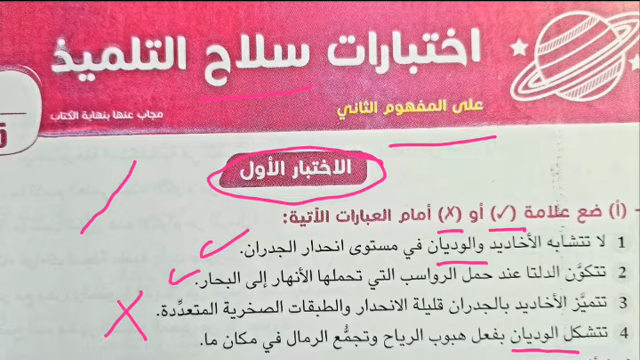 اختبارات سلاح التلميذ
على المفهوم الثاني
مجاب عنها بنهاية الكتاب
الاختبار الأول
(أ) ضع علامة (✓) أو (✗) أمام العبارات الآتية:
1 لا تتشابه الأخاديد والوديان في مستوى انحدار الجدران.
2 تتكوَّن الدلتا عند حمل الرواسب التي تحملها الأنهار إلى البحار.
3 تتميَّز الأخاديد بالجدران قليلة الانحدار والطبقات الصخرية المتعدِّدة.
4 تتشكل الوديان بفعل هبوب الرياح وتجمُّع الرمال في مكان ما.